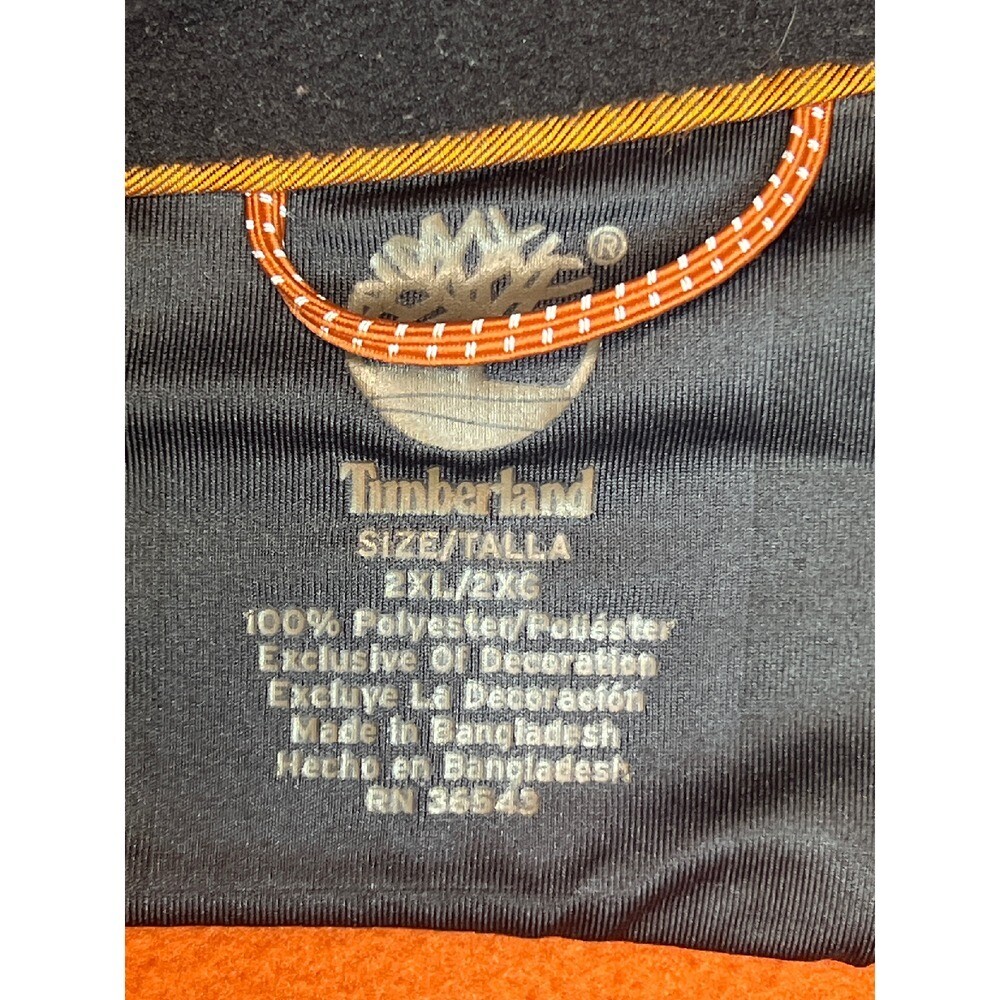 ®
Timberland
SIZE/TALLA
2XL/2XG
100% Polyester/Poliéster
Exclusive Of Decoration
Excluye La Decoración
Made in Bangladesh
Hecho en Bangladesh
RN 36543